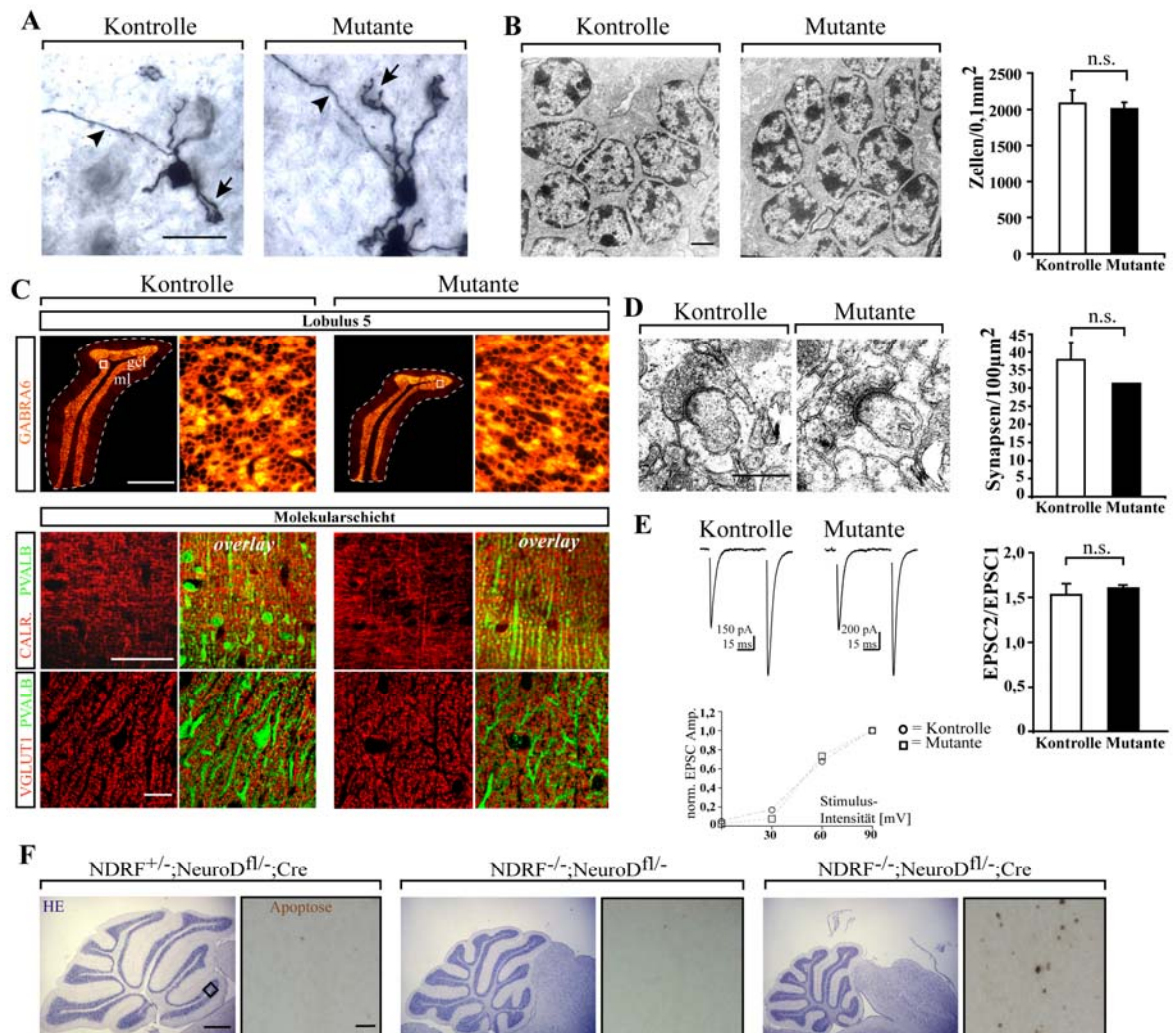 A
Kontrolle
Mutante
B
Kontrolle
Mutante
n.s.
Zellen/0,1mm²
2500
2000
1500
1000
500
0
Kontrolle Mutante
C
Kontrolle
Mutante
Lobulus 5
GABRA6
gcl
ml
Molekularschicht
CALR. PVALB
overlay
overlay
VGLUT1 PVALB
D
Kontrolle
Mutante
n.s.
Synapsen/100µm²
45
40
35
30
25
20
15
10
5
0
Kontrolle Mutante
E
Kontrolle
Mutante
150 pA
15 ms
200 pA
15 ms
norm. EPSC Amp.
1,2
1,0
0,8
0,6
0,4
0,2
0
30
60
90
Stimulus-
Intensität [mV]
= Kontrolle
= Mutante
n.s.
EPSC2/EPSC1
2,0
1,5
1,0
0,5
0
Kontrolle Mutante
F
NDRF+/-;NeuroDfl/-;Cre
NDRF-/-;NeuroDfl/-
NDRF-/-;NeuroDfl/-;Cre
HE
Apoptose